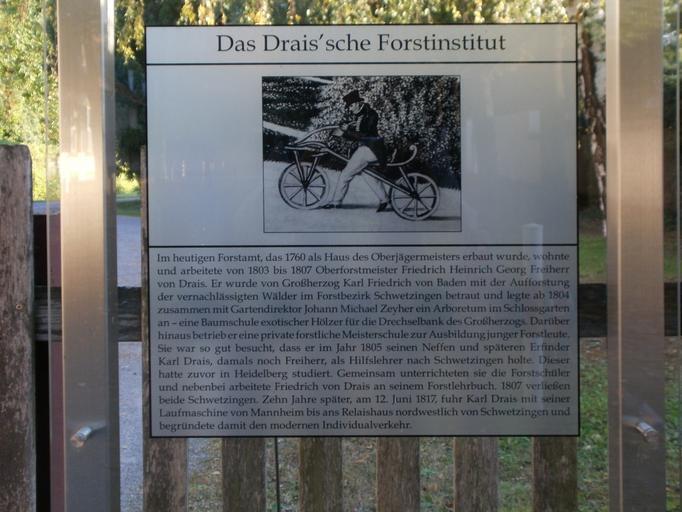 Das Drais'sche Forstinstitut
Im heutigen Forstamt, das 1760 als Haus des Oberjägermeisters erbaut wurde, wohnte
und arbeitete von 1803 bis 1807 Oberforstmeister Friedrich Heinrich Georg Freiherr
von Drais. Er wurde von Großherzog Karl Friedrich von Baden mit der Aufforstung
der vernachlässigten Wälder im Forstbezirk Schwetzingen betraut und legte ab 1804
zusammen mit Gartendirektor Johann Michael Zeyher ein Arboretum im Schlossgarten
an – eine Baumschule exotischer Hölzer für die Drechselbank des Großherzogs. Darüber
hinaus betrieb er eine private forstliche Meisterschule zur Ausbildung junger Forstleute.
Sie war so gut besucht, dass er im Jahr 1805 seinen Neffen und späteren Erfinder
Karl Drais, damals noch Freiherr, als Hilfslehrer nach Schwetzingen holte. Dieser
hatte zuvor in Heidelberg studiert. Gemeinsam unterrichteten sie die Forstschüler
und nebenbei arbeitete Friedrich von Drais an seinem Forstlehrbuch. 1807 verließen
beide Schwetzingen. Zehn Jahre später, am 12. Juni 1817, fuhr Karl Drais mit seiner
Laufmaschine von Mannheim bis ans Relaishaus nordwestlich von Schwetzingen und
begründete damit den modernen Individualverkehr.